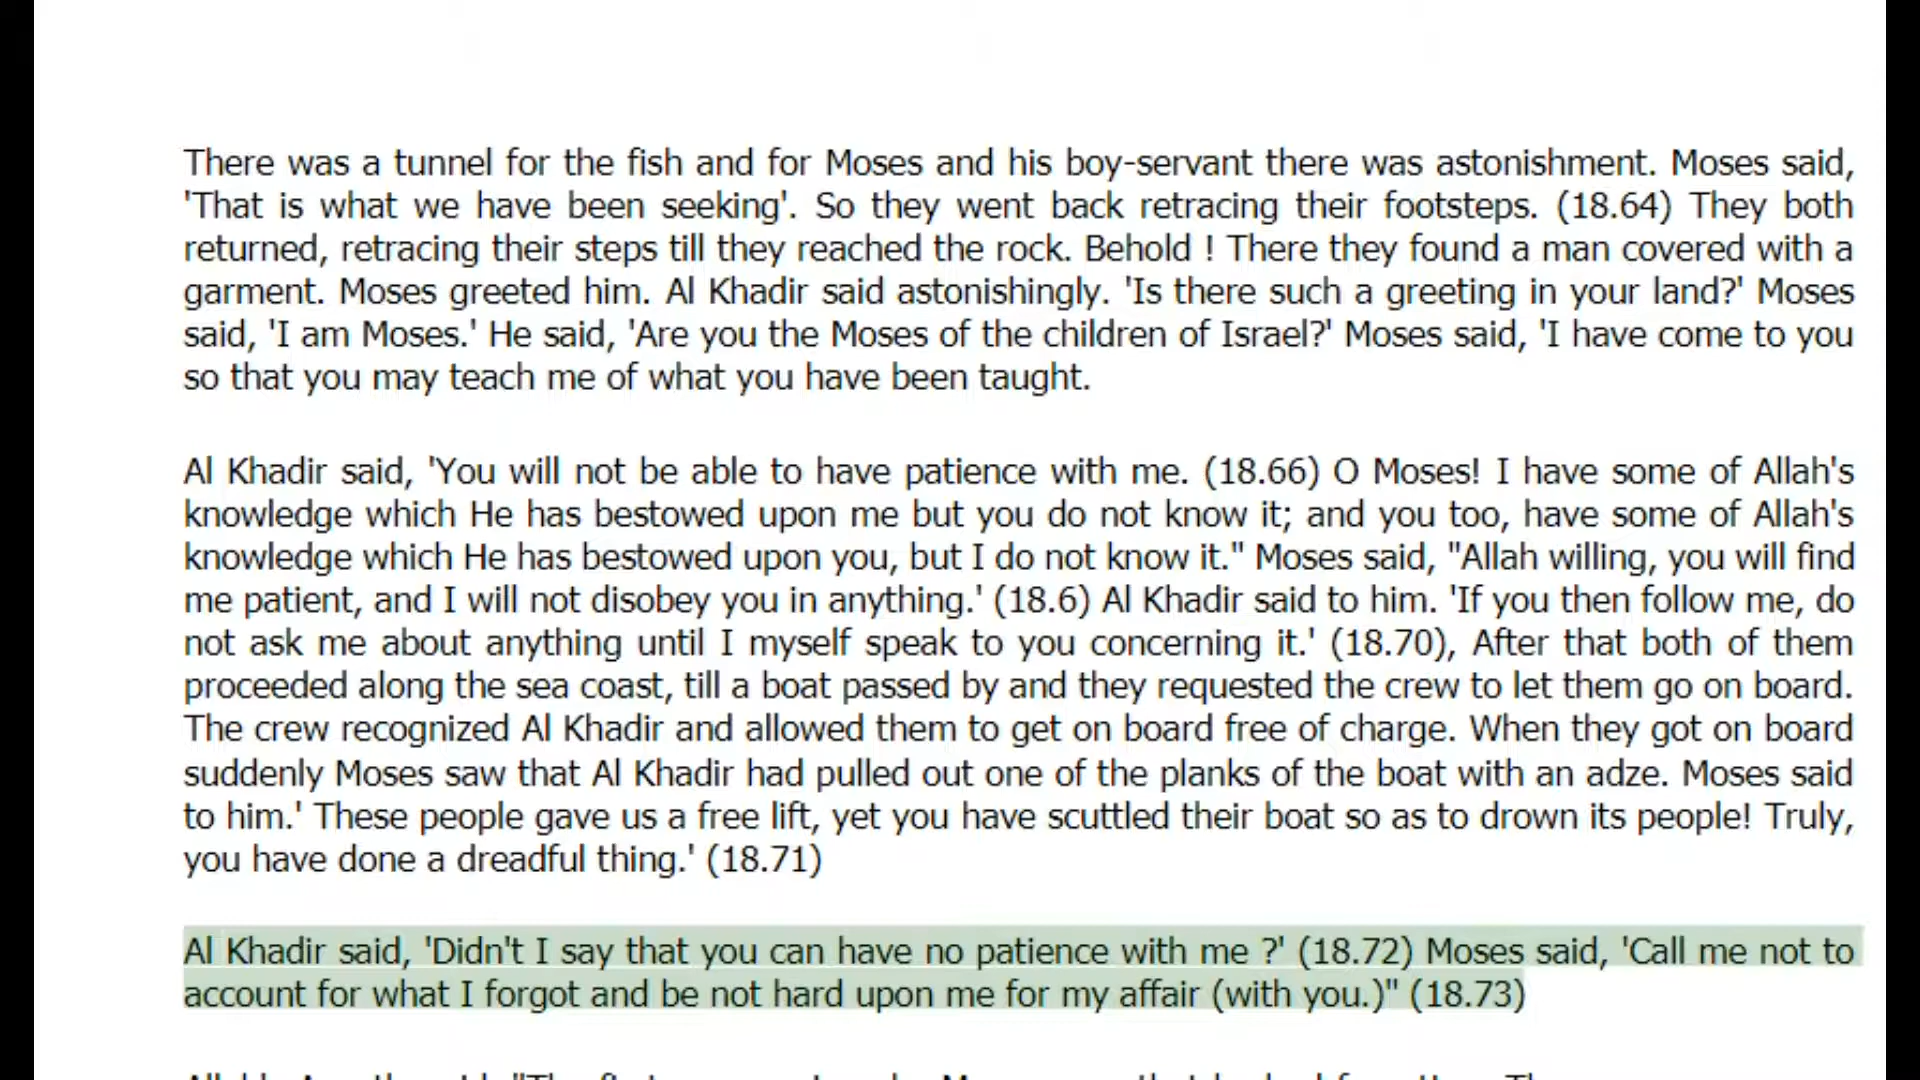 There was a tunnel for the fish and for Moses and his boy-servant there was astonishment. Moses said,
'That is what we have been seeking'. So they went back retracing their footsteps. (18.64) They both
returned, retracing their steps till they reached the rock. Behold ! There they found a man covered with a
garment. Moses greeted him. Al Khadir said astonishingly. 'Is there such a greeting in your land?' Moses
said, 'I am Moses.' He said, 'Are you the Moses of the children of Israel?' Moses said, 'I have come to you
so that you may teach me of what you have been taught.
Al Khadir said, 'You will not be able to have patience with me. (18.66) O Moses! I have some of Allah's
knowledge which He has bestowed upon me but you do not know it; and you too, have some of Allah's
knowledge which He has bestowed upon you, but I do not know it." Moses said, "Allah willing, you will find
me patient, and I will not disobey you in anything.' (18.6) Al Khadir said to him. 'If you then follow me, do
not ask me about anything until I myself speak to you concerning it.' (18.70), After that both of them
proceeded along the sea coast, till a boat passed by and they requested the crew to let them go on board.
The crew recognized Al Khadir and allowed them to get on board free of charge. When they got on board
suddenly Moses saw that Al Khadir had pulled out one of the planks of the boat with an adze. Moses said
to him.' These people gave us a free lift, yet you have scuttled their boat so as to drown its people! Truly,
you have done a dreadful thing.' (18.71)
Al Khadir said, 'Didn't I say that you can have no patience with me ?' (18.72) Moses said, 'Call me not to
account for what I forgot and be not hard upon me for my affair (with you.)" (18.73)